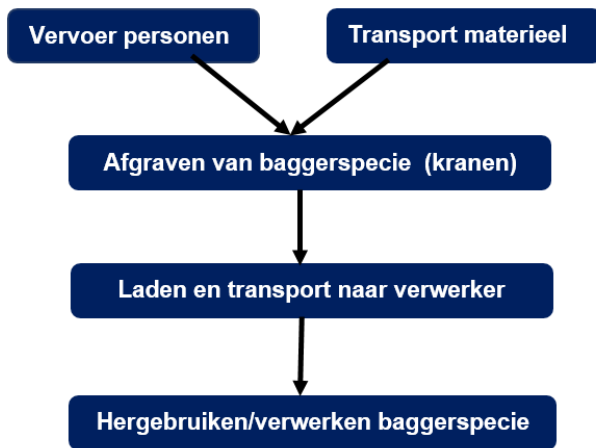 Vervoer personen
Transport materieel
Afgraven van baggerspecie (kranen)
Laden en transport naar verwerker
Hergebruiken/verwerken baggerspecie